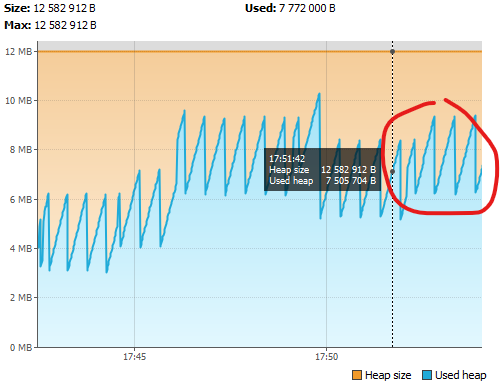 Size: 12 582 912 B Used: 7 772 000 B
Max: 12 582 912 B
12 MB
10 MB
8 MB
17:51:42
Heap size 12 582 912 B
Used heap 7 505 704 B
6 MB
4 MB
2 MB
0 MB
17:45 17:50
Heap size Used heap